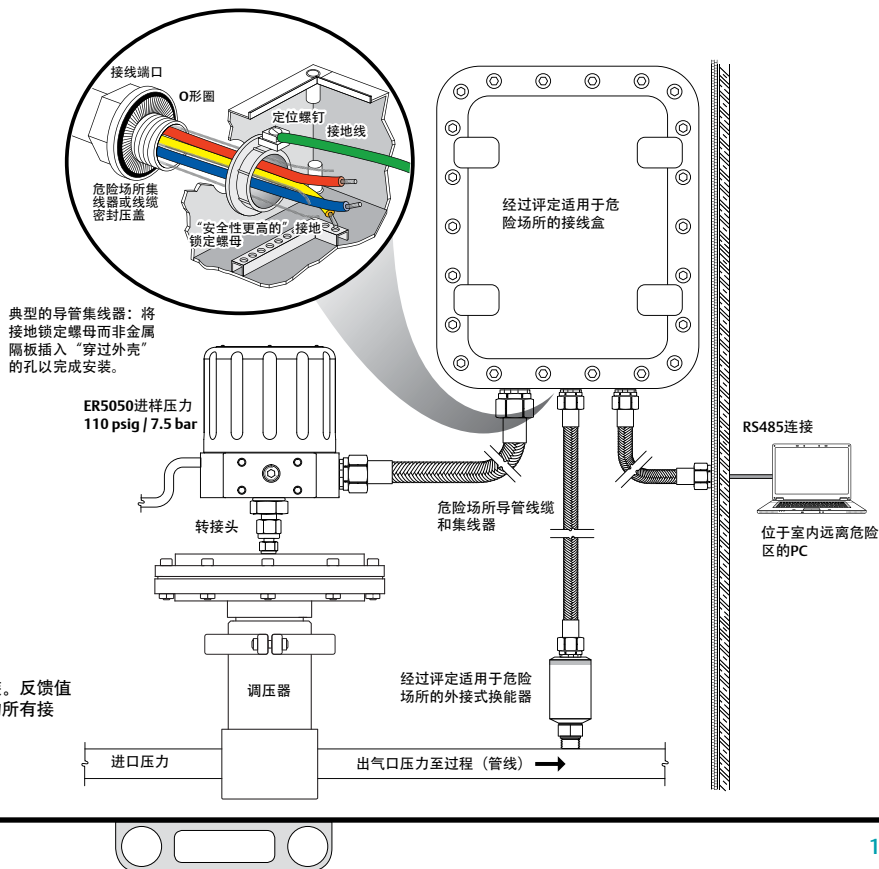 接线端口
O形圈
定位螺钉
接地线
危险场所集
线器或线缆
密封压盖
“安全性更高的”接地
锁定螺母
经过评定适用于危
险场所的接线盒
典型的导管集线器：将
接地锁定螺母而非金属
隔板插入“穿过外壳”
的孔以完成安装。
ER5050进样压力
110 psig / 7.5 bar
RS485连接
危险场所导管线缆
和集线器
转接头
位于室内远离危险
区的PC
调压器
经过评定适用于危险
场所的外接式换能器
。反馈值
所有接
进口压力
出气口压力至过程（管线）
1